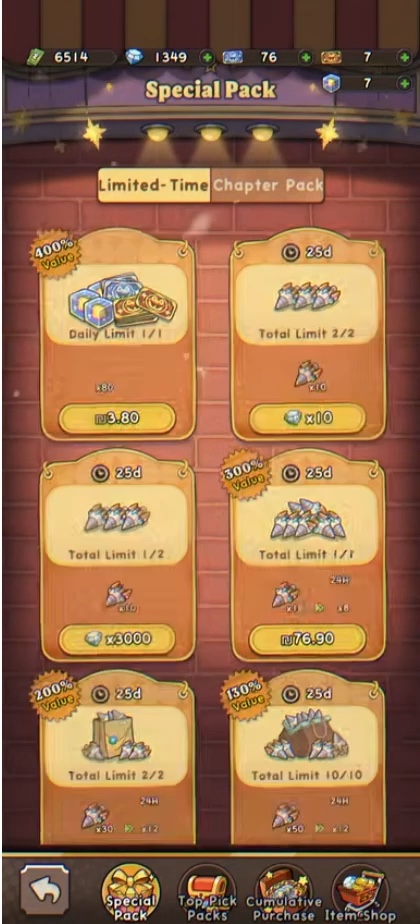 6514 1349 76 7
7
Special Pack
Limited-Time Chapter Pack
400% Value
Daily Limit 1/1
x80
₪3.80
25d
Total Limit 2/2
x10
x10
25d
Total Limit 1/2
x10
x3000
300% Value
25d
Total Limit 1/1
24H
x8
₪76.90
200% Value
25d
Total Limit 2/2
24H
x30 x12
130% Value
25d
Total Limit 10/10
24H
x50 x12
Special Pack
Top Pick Packs
Cumulative Purchase
Item Shop